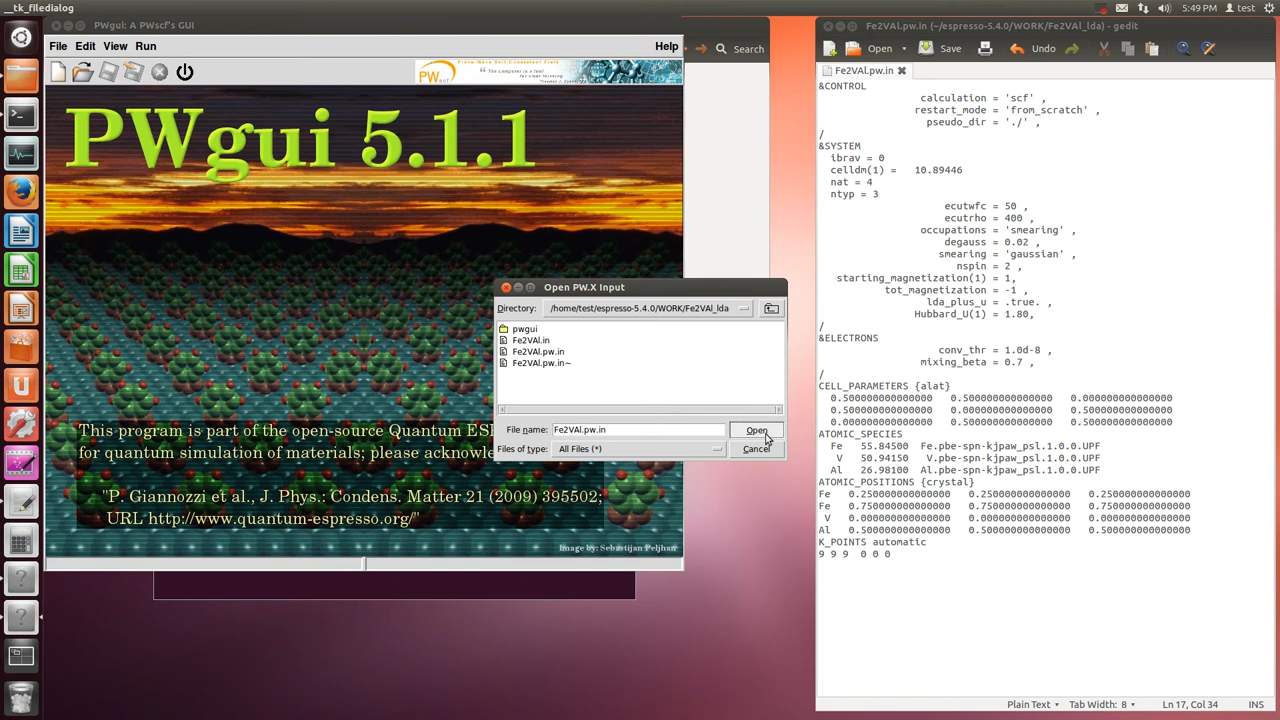 __tk_filedialog
5:49 PM
test
PWgui: A PWscf's GUI
File Edit View Run Help
PWscf
The computer is a tool
for clear thinking
Search
PWgui 5.1.1
This program is part of the open-source Quantum ES
for quantum simulation of materials; please acknowle
"P. Giannozzi et al., J. Phys.: Condens. Matter 21 (2009) 395502;
URL http://www.quantum-espresso.org/"
Image by: Sebastijan Peljhan
Open PW.X Input
Directory: /home/test/espresso-5.4.0/WORK/Fe2VAl_lda
pwgui
Fe2VAl.in
Fe2VAl.pw.in
Fe2VAl.pw.in~
File name: Fe2VAl.pw.in Open
Files of type: All Files (*) Cancel
Fe2VAl.pw.in (~/espresso-5.4.0/WORK/Fe2VAl_lda) - gedit
Open Save Undo
Fe2VAl.pw.in
&CONTROL
calculation = 'scf' ,
restart_mode = 'from_scratch' ,
pseudo_dir = './' ,
/
&SYSTEM
ibrav = 0
celldm(1) = 10.89446
nat = 4
ntyp = 3
ecutwfc = 50 ,
ecutrho = 400 ,
occupations = 'smearing' ,
degauss = 0.02 ,
smearing = 'gaussian' ,
nspin = 2 ,
starting_magnetization(1) = 1,
tot_magnetization = -1 ,
lda_plus_u = .true. ,
Hubbard_U(1) = 1.80,
/
&ELECTRONS
conv_thr = 1.0d-8 ,
mixing_beta = 0.7 ,
/
CELL_PARAMETERS {alat}
0.500000000000000 0.500000000000000 0.000000000000000
0.500000000000000 0.000000000000000 0.500000000000000
0.000000000000000 0.500000000000000 0.500000000000000
ATOMIC_SPECIES
Fe 55.84500 Fe.pbe-spn-kjpaw_psl.1.0.0.UPF
V 50.94150 V.pbe-spn-kjpaw_psl.1.0.0.UPF
Al 26.98100 Al.pbe-spn-kjpaw_psl.1.0.0.UPF
ATOMIC_POSITIONS {crystal}
Fe 0.250000000000000 0.250000000000000 0.250000000000000
Fe 0.750000000000000 0.750000000000000 0.750000000000000
V 0.000000000000000 0.000000000000000 0.000000000000000
Al 0.500000000000000 0.500000000000000 0.500000000000000
K_POINTS automatic
9 9 9 0 0 0
Plain Text Tab Width: 8 Ln 17, Col 34 INS